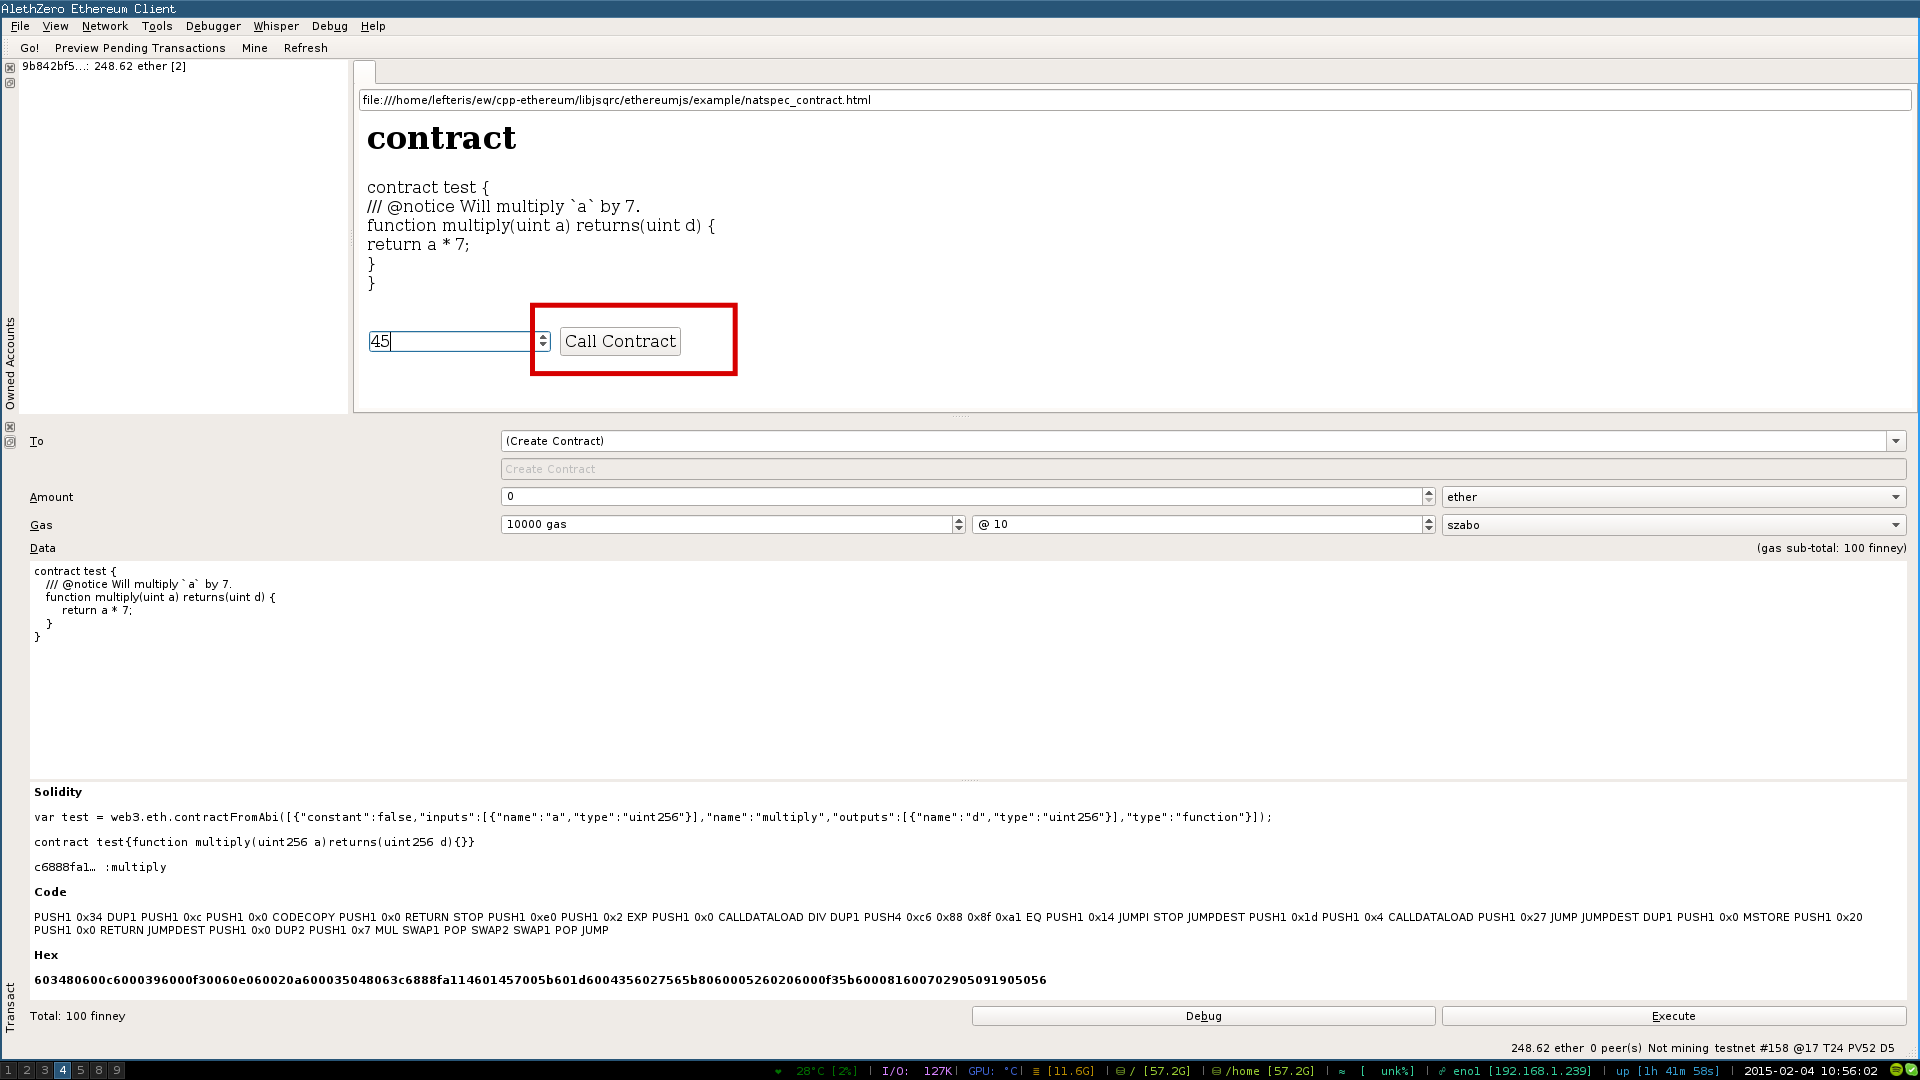 AlethZero Ethereum Client
File View Network Tools Debugger Whisper Debug Help
Go! Preview Pending Transactions Mine Refresh
9b842bf5...: 248.62 ether [2]
Owned Accounts
file:///home/lefteris/ew/cpp-ethereum/libjsqrc/ethereumjs/example/natspec_contract.html
contract
contract test {
/// @notice Will multiply `a` by 7.
function multiply(uint a) returns(uint d) {
return a * 7;
}
}
45 Call Contract
To (Create Contract)
Create Contract
Amount 0 ether
Gas 10000 gas @ 10 szabo
Data (gas sub-total: 100 finney)
contract test {
/// @notice Will multiply `a` by 7.
function multiply(uint a) returns(uint d) {
return a * 7;
}
}
Solidity
var test = web3.eth.contractFromAbi([{"constant":false,"inputs":[{"name":"a","type":"uint256"}],"name":"multiply","outputs":[{"name":"d","type":"uint256"}],"type":"function"}]);
contract test{function multiply(uint256 a)returns(uint256 d){}}
c6888fa1… :multiply
Code
PUSH1 0x34 DUP1 PUSH1 0xc PUSH1 0x0 CODECOPY PUSH1 0x0 RETURN STOP PUSH1 0xe0 PUSH1 0x2 EXP PUSH1 0x0 CALLDATALOAD DIV DUP1 PUSH4 0xc6 0x88 0x8f 0xa1 EQ PUSH1 0x14 JUMPI STOP JUMPDEST PUSH1 0x1d PUSH1 0x4 CALLDATALOAD PUSH1 0x27 JUMP JUMPDEST DUP1 PUSH1 0x0 MSTORE PUSH1 0x20
PUSH1 0x0 RETURN JUMPDEST PUSH1 0x0 DUP2 PUSH1 0x7 MUL SWAP1 POP SWAP2 SWAP1 POP JUMP
Hex
603480600c6000396000f30060e060020a600035048063c6888fa114601457005b601d6004356027565b8060005260206000f35b600081600702905091905056
Transact
Total: 100 finney Debug Execute
248.62 ether 0 peer(s) Not mining testnet #158 @17 T24 PV52 D5
1 2 3 4 5 8 9 28°C [2%] | I/O: 127K| GPU: °C| [11.6G] | / [57.2G] | /home [57.2G] | ≈ [ unk%] | eno1 [192.168.1.239] | up [1h 41m 58s] | 2015-02-04 10:56:02